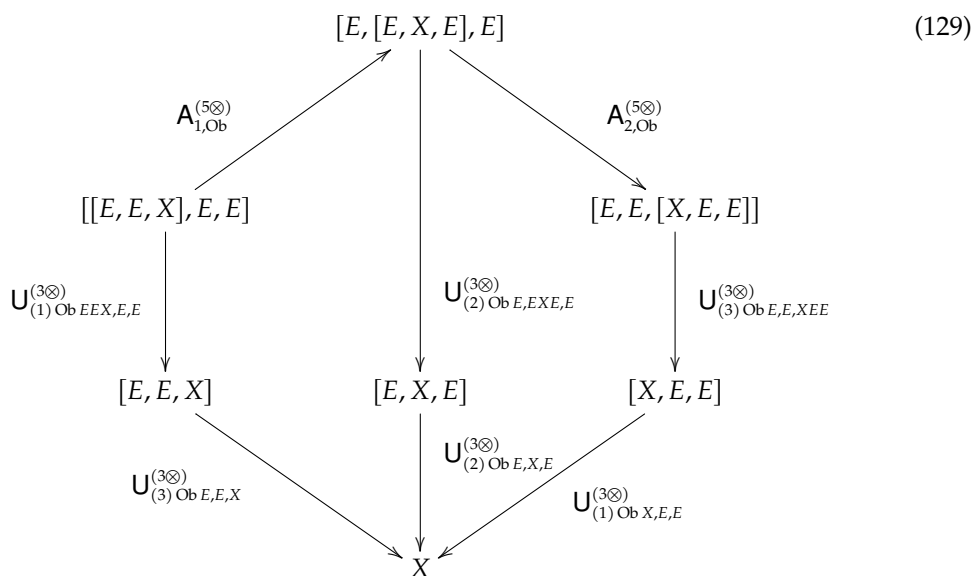 [E, [E, X, E], E] (129)
A^{(5⊗)}_{1,Ob} A^{(5⊗)}_{2,Ob}
[[E, E, X], E, E] [E, E, [X, E, E]]
U^{(3⊗)}_{(1) Ob EEX,E,E} U^{(3⊗)}_{(2) Ob E,EXE,E} U^{(3⊗)}_{(3) Ob E,E,XEE}
[E, E, X] [E, X, E] [X, E, E]
U^{(3⊗)}_{(3) Ob E,E,X} U^{(3⊗)}_{(2) Ob E,X,E} U^{(3⊗)}_{(1) Ob X,E,E}
X